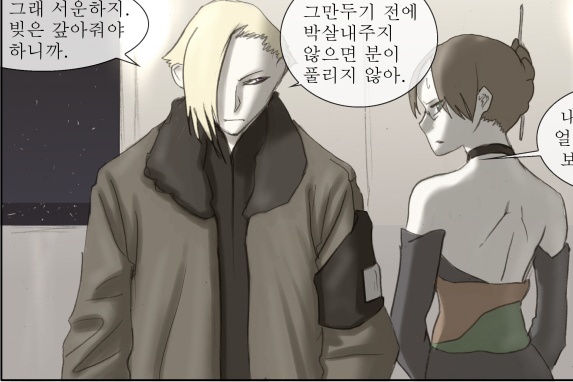 그래 서운하지.
빚은 갚아줘야
하니까.
그만두기 전에
박살내주지
않으면 분이
풀리지 않아.